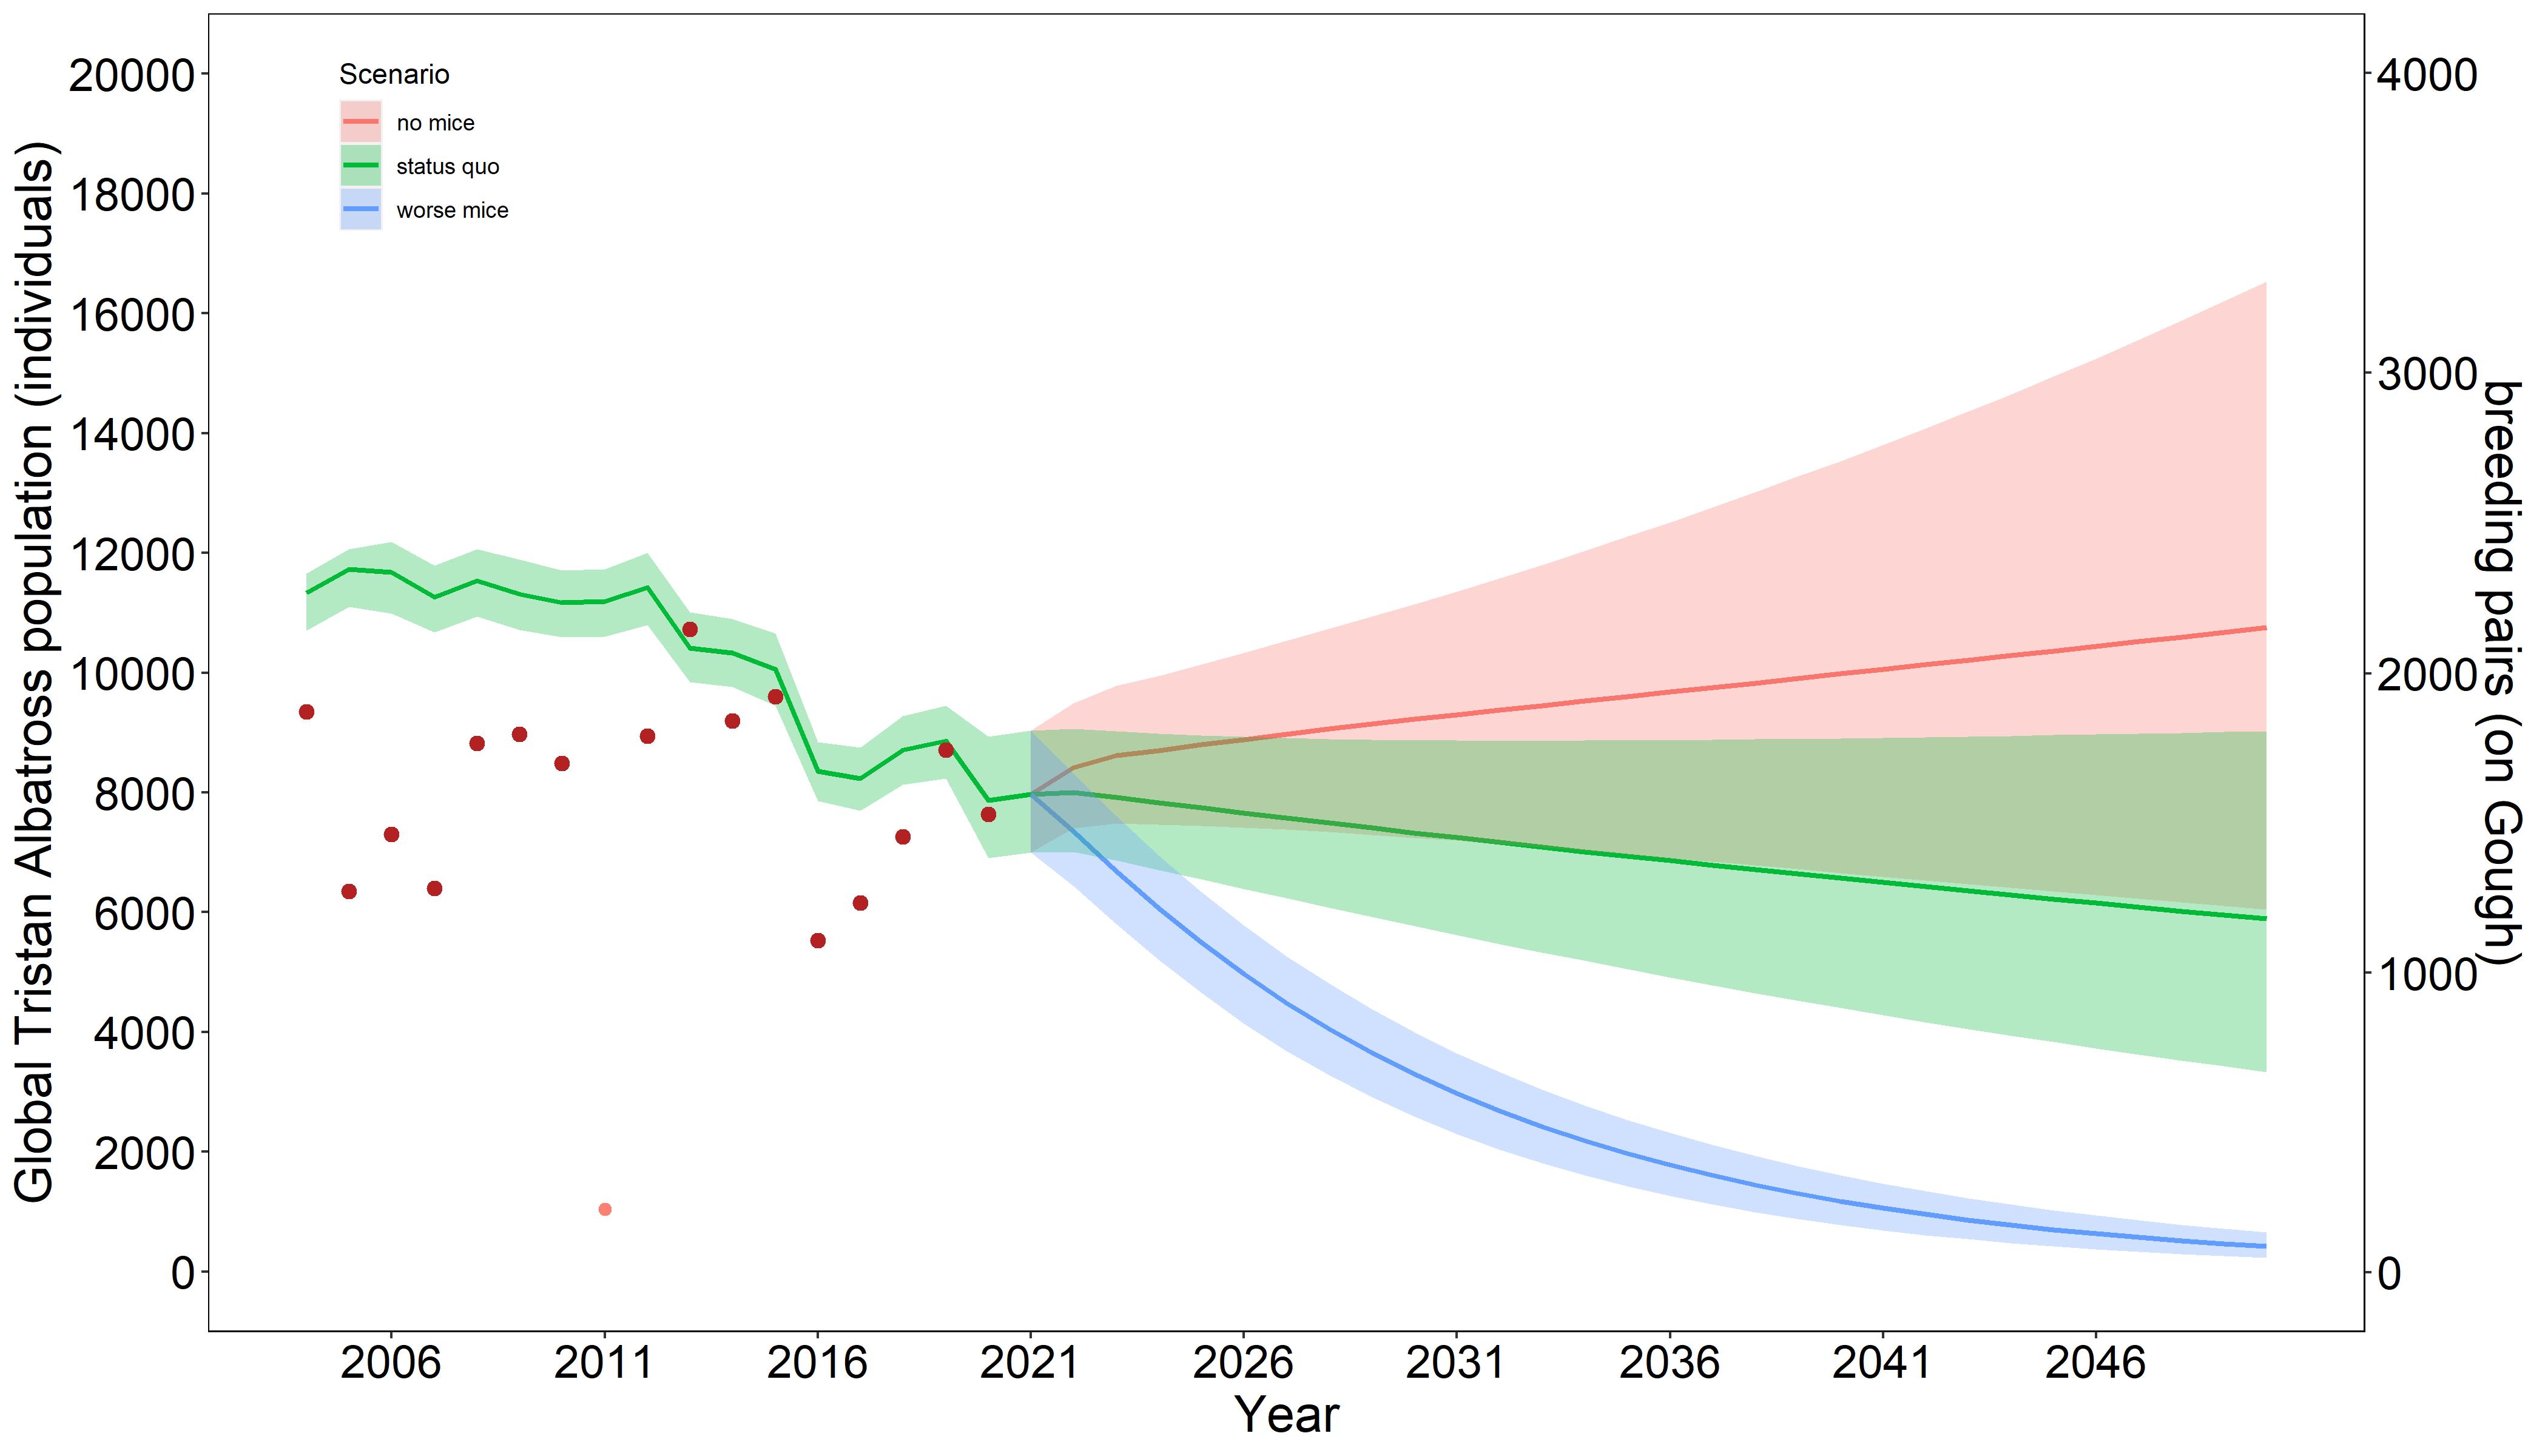 Global Tristan Albatross population (individuals)
20000
18000
16000
14000
12000
10000
8000
6000
4000
2000
0
Scenario
no mice
status quo
worse mice
4000
3000
2000
1000
0
breeding pairs (on Gough)
2006 2011 2016 2021 2026 2031 2036 2041 2046
Year